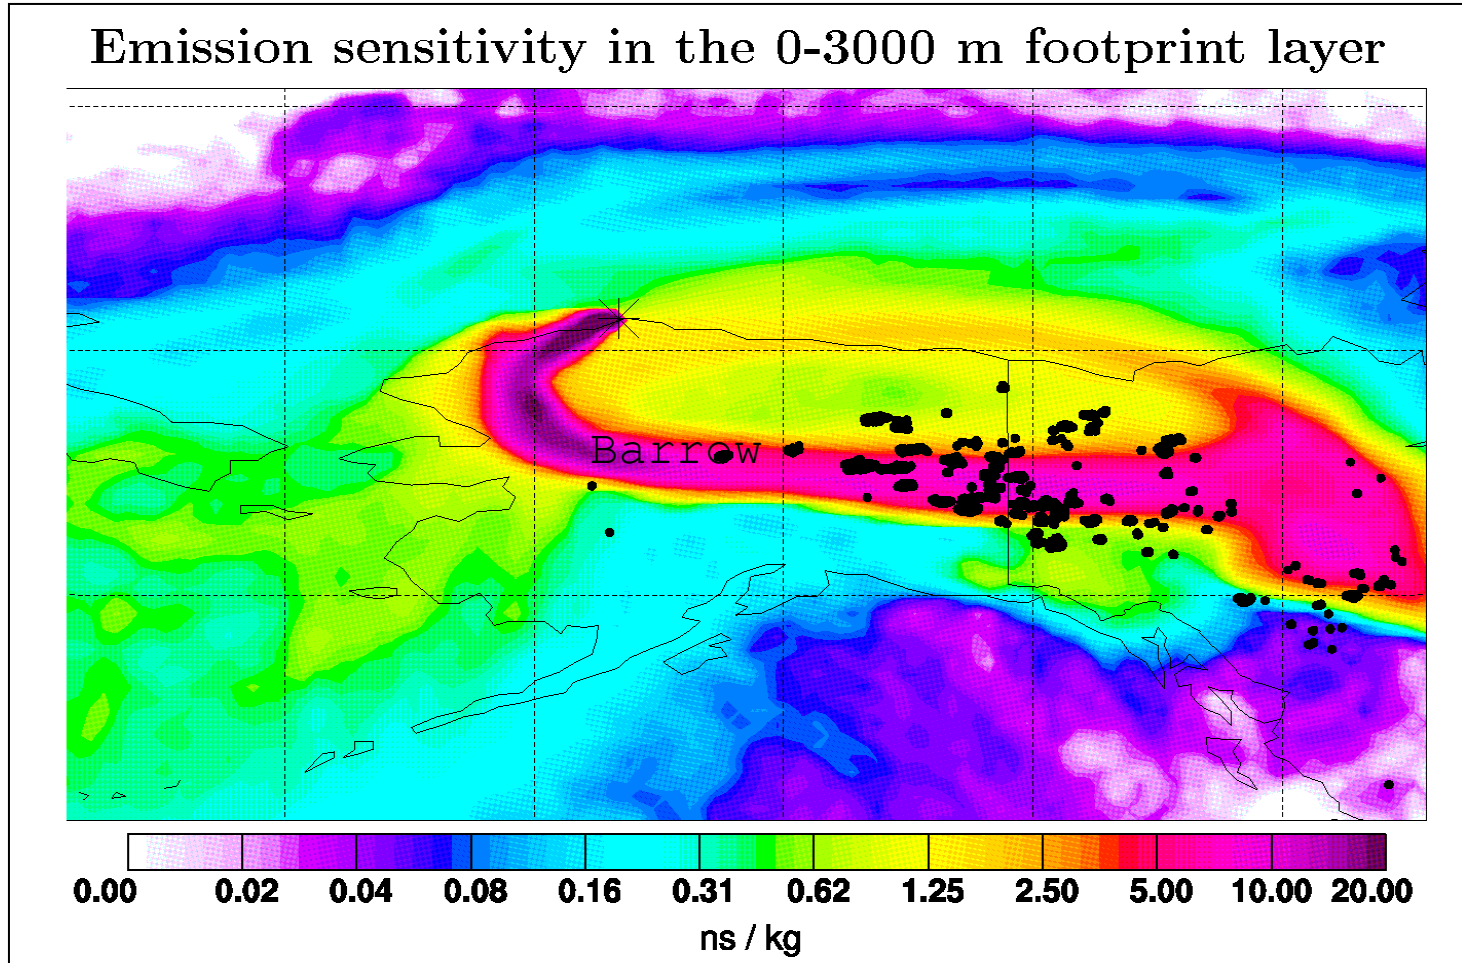 Emission sensitivity in the 0-3000 m footprint layer
Barrow
0.00 0.02 0.04 0.08 0.16 0.31 0.62 1.25 2.50 5.00 10.00 20.00
ns / kg